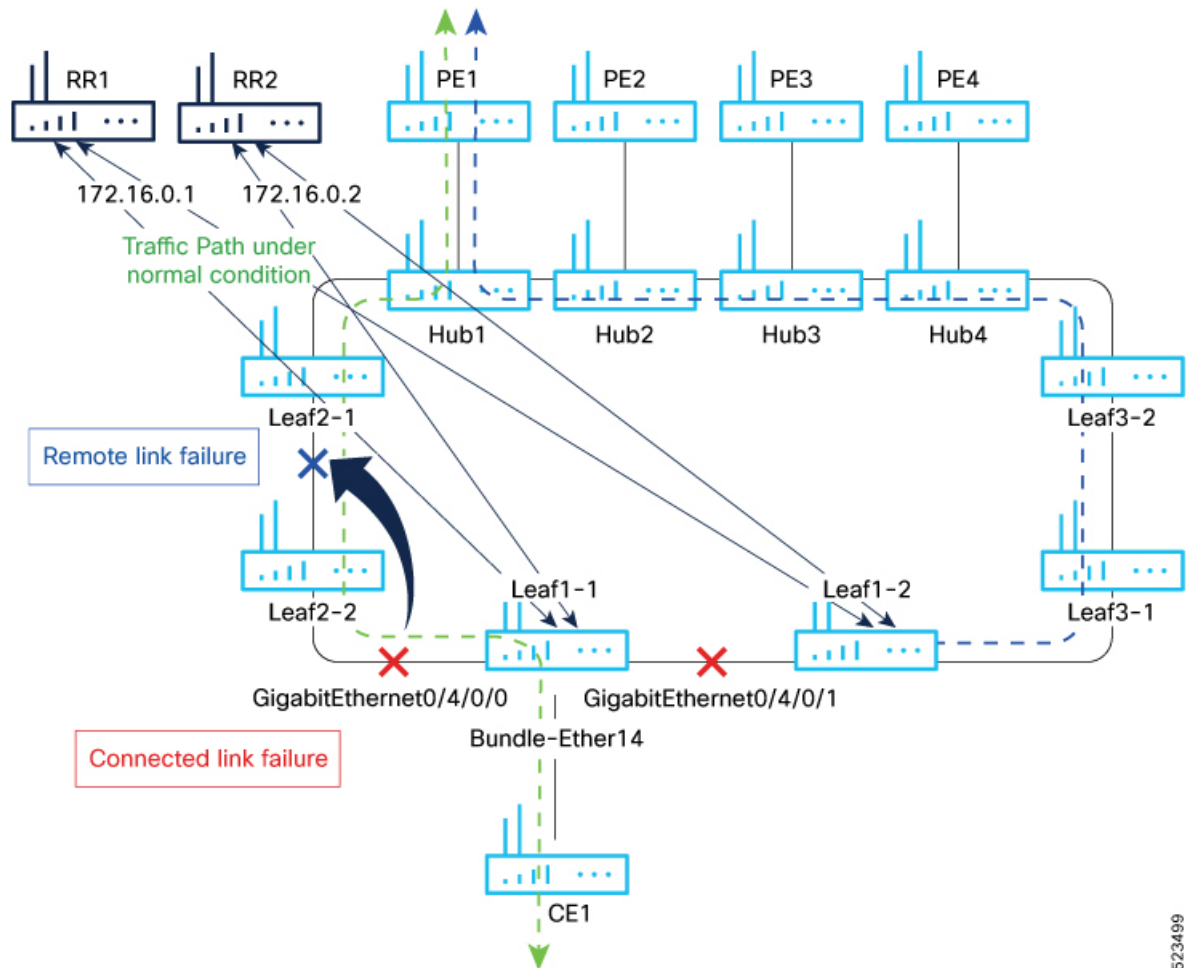 RR1
RR2
PE1
PE2
PE3
PE4
172.16.0.1
172.16.0.2
Traffic Path under
normal condition
Hub1
Hub2
Hub3
Hub4
Leaf2-1
Leaf3-2
Remote link failure
Leaf2-2
Leaf1-1
Leaf1-2
Leaf3-1
GigabitEthernet0/4/0/0
GigabitEthernet0/4/0/1
Bundle-Ether14
Connected link failure
CE1
523499